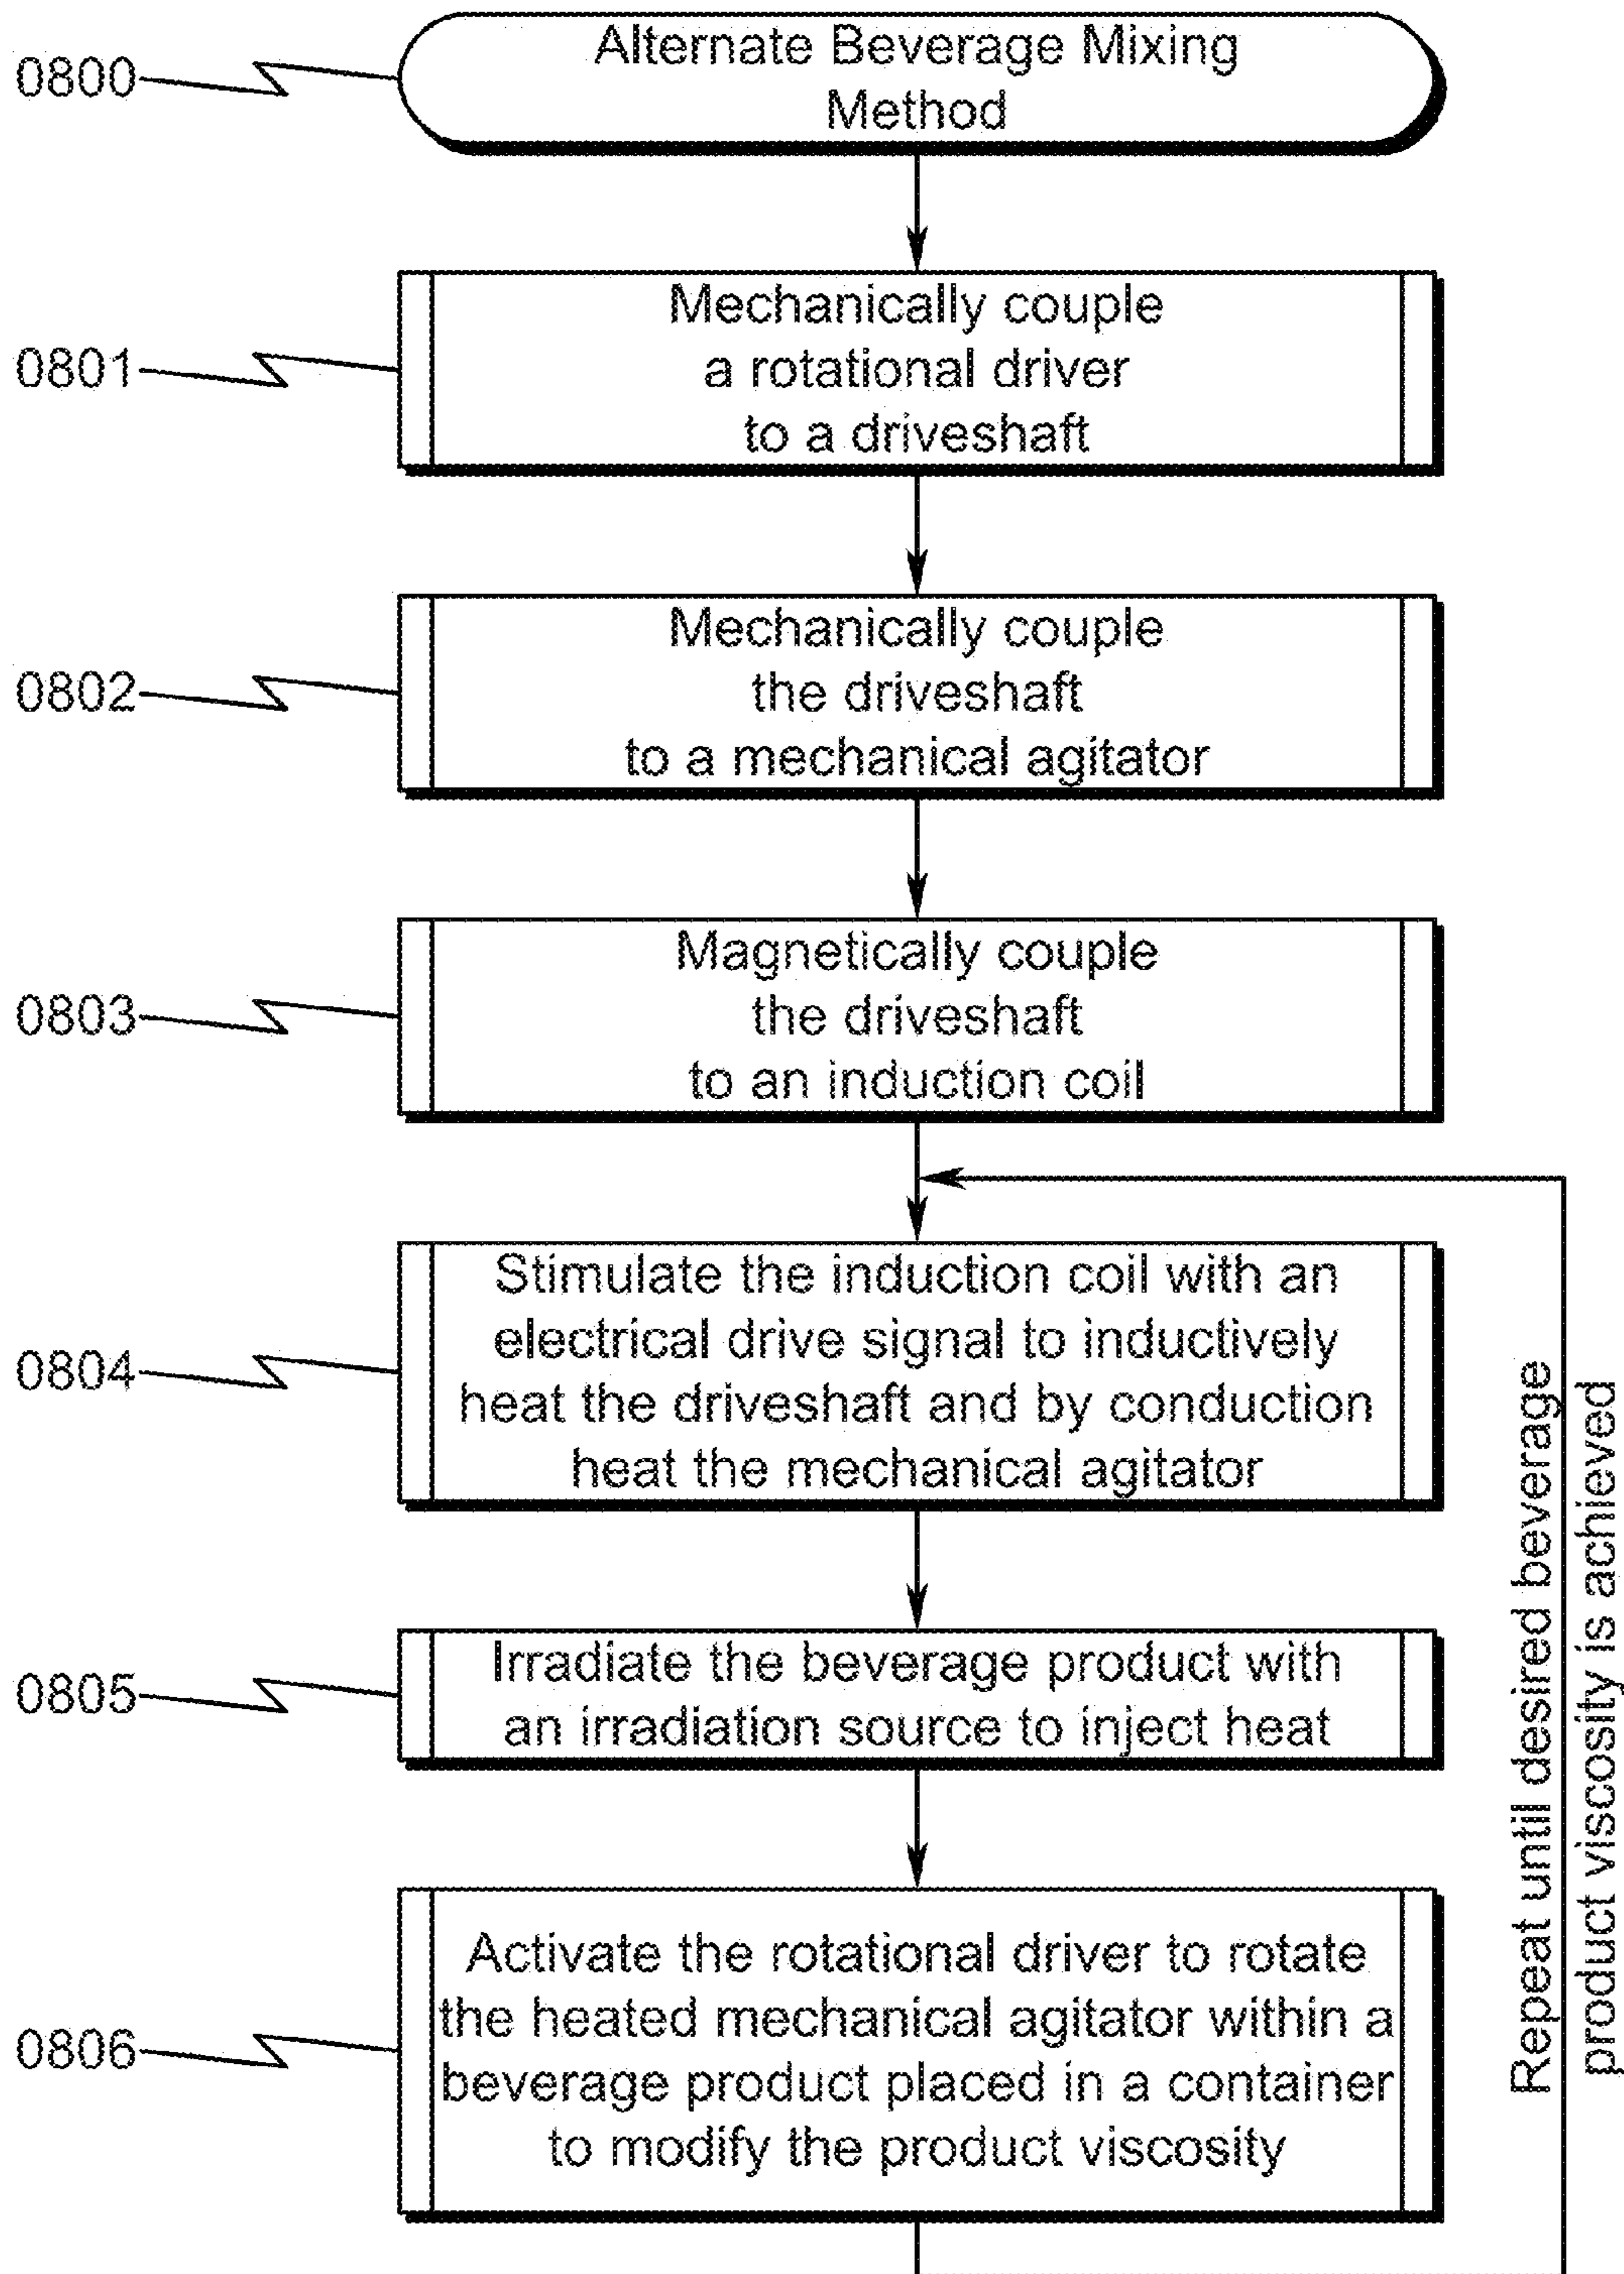 0800
Alternate Beverage Mixing
Method
0801
Mechanically couple
a rotational driver
to a driveshaft
0802
Mechanically couple
the driveshaft
to a mechanical agitator
0803
Magnetically couple
the driveshaft
to an induction coil
0804
Stimulate the induction coil with an
electrical drive signal to inductively
heat the driveshaft and by conduction
heat the mechanical agitator
0805
Irradiate the beverage product with
an irradiation source to inject heat
0806
Activate the rotational driver to rotate
the heated mechanical agitator within a
beverage product placed in a container
to modify the product viscosity
Repeat until desired beverage
product viscosity is achieved